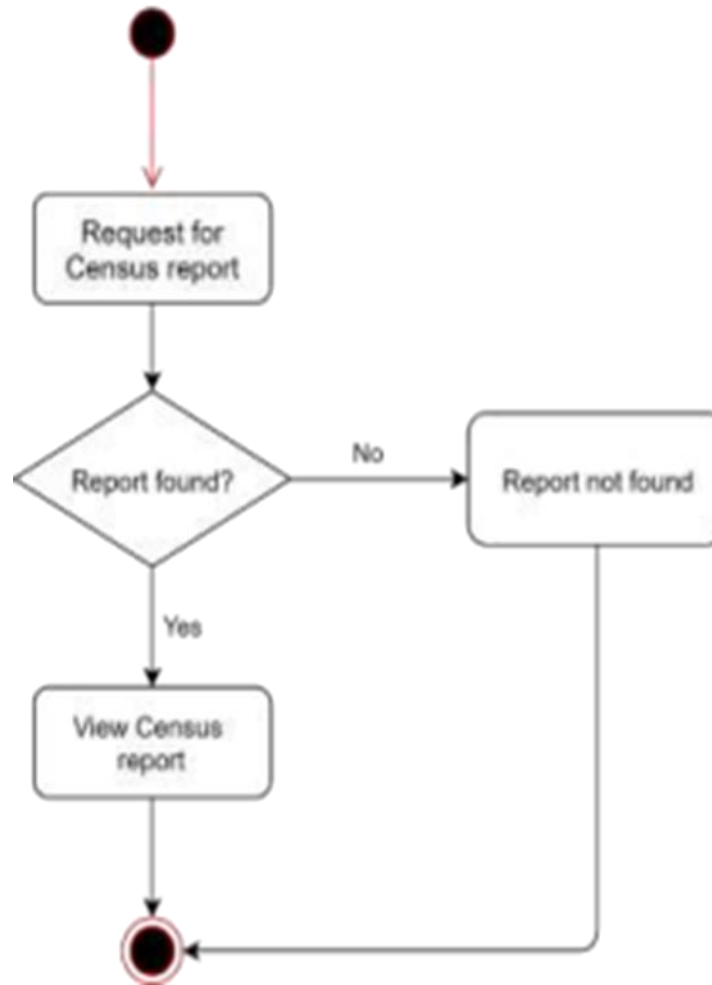 Request for
Census report
Report found?
No
Report not found
Yes
View Census
report